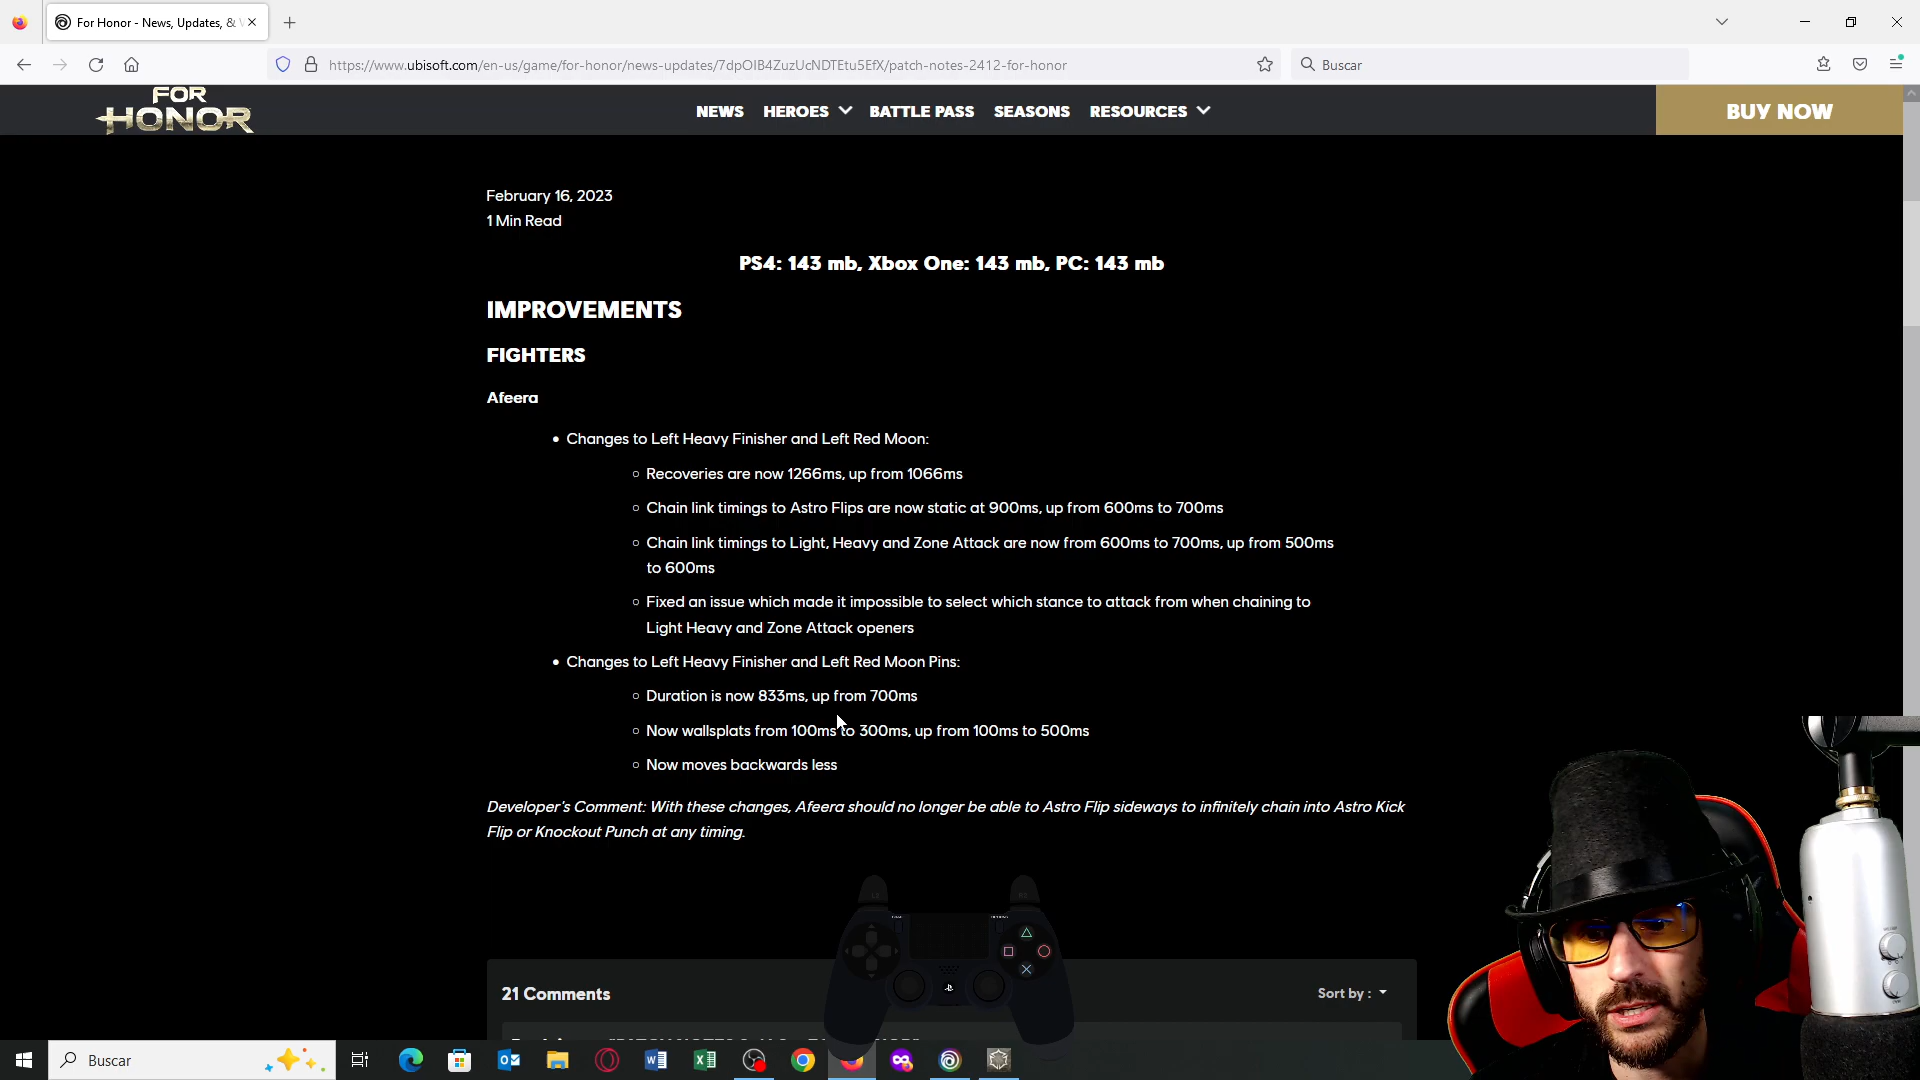 For Honor - News, Updates, &
https://www.ubisoft.com/en-us/game/for-honor/news-updates/7dpOIB4ZuzUcNDTEtu5EfX/patch-notes-2412-for-honor
Buscar
FOR
HONOR
NEWS HEROES BATTLE PASS SEASONS RESOURCES
BUY NOW
February 16, 2023
1 Min Read
PS4: 143 mb, Xbox One: 143 mb, PC: 143 mb
IMPROVEMENTS
FIGHTERS
Afeera
Changes to Left Heavy Finisher and Left Red Moon:
Recoveries are now 1266ms, up from 1066ms
Chain link timings to Astro Flips are now static at 900ms, up from 600ms to 700ms
Chain link timings to Light, Heavy and Zone Attack are now from 600ms to 700ms, up from 500ms
to 600ms
Fixed an issue which made it impossible to select which stance to attack from when chaining to
Light Heavy and Zone Attack openers
Changes to Left Heavy Finisher and Left Red Moon Pins:
Duration is now 833ms, up from 700ms
Now wallsplats from 100ms to 300ms, up from 100ms to 500ms
Now moves backwards less
Developer's Comment: With these changes, Afeera should no longer be able to Astro Flip sideways to infinitely chain into Astro Kick
Flip or Knockout Punch at any timing.
21 Comments
Sort by :
Buscar